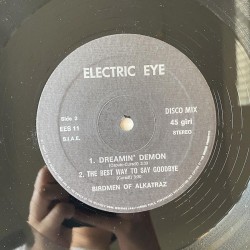 ELECTRIC EYE
Side 2
DISCO MIX
EES 11
45 giri
S.I.A.E.
STEREO
1. DREAMIN' DEMON
2. THE BEST WAY TO SAY GOODBYE
BIRDMEN OF ALKATRAZ